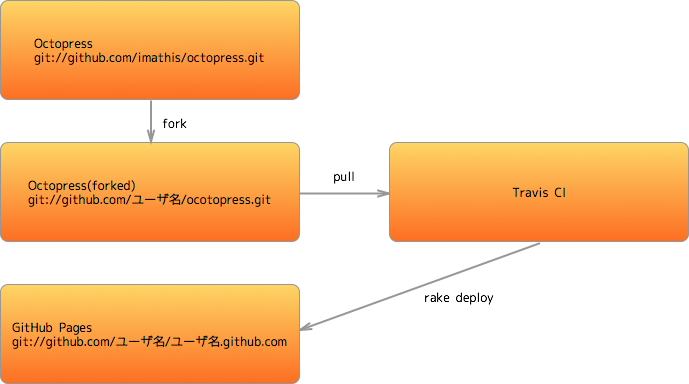 Octopress
git://github.com/imathis/octopress.git
fork
Octopress(forked)
git://github.com/ユーザ名/ocotopress.git
pull
Travis CI
rake deploy
GitHub Pages
git://github.com/ユーザ名/ユーザ名.github.com